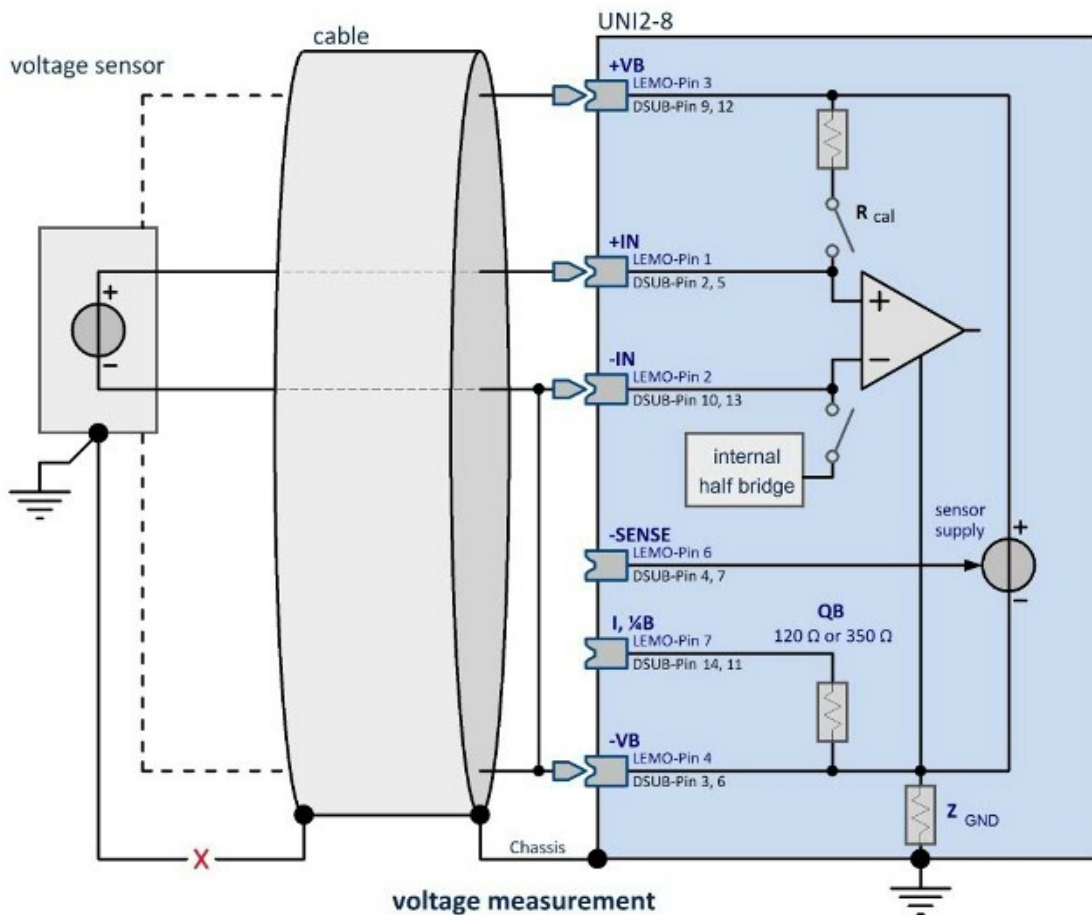 UNI2-8
cable
voltage sensor
+VB
LEMO-Pin 3
DSUB-Pin 9, 12
R cal
+IN
LEMO-Pin 1
DSUB-Pin 2, 5
+
+
−
-IN
LEMO-Pin 2
DSUB-Pin 10, 13
−
internal
half bridge
sensor
supply
-SENSE
LEMO-Pin 6
DSUB-Pin 4, 7
+
−
I, ¼B
LEMO-Pin 7
DSUB-Pin 14, 11
QB
120 Ω or 350 Ω
-VB
LEMO-Pin 4
DSUB-Pin 3, 6
Z GND
X
Chassis
voltage measurement